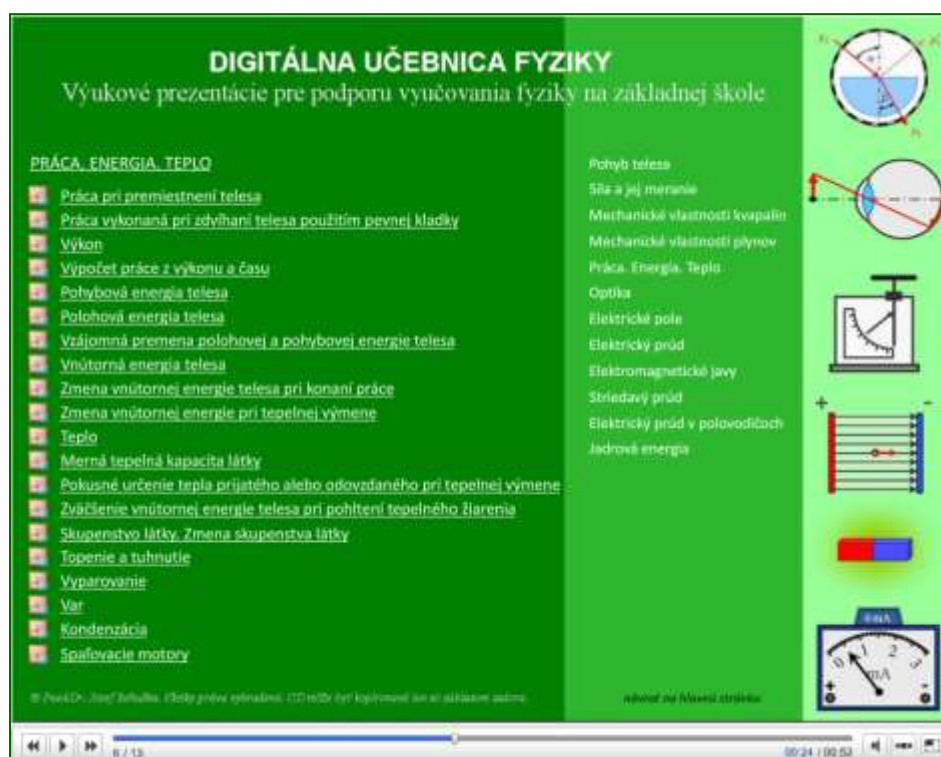 DIGITÁLNA UČEBNICA FYZIKY
Výukové prezentácie pre podporu vyučovania fyziky na základnej škole
PRÁCA, ENERGIA, TEPLO
Práca pri premiestnení telesa
Práca vykonaná pri zdvíhaní telesa použitím pevnej kladky
Výkon
Výpočet práce z výkonu a času
Pohybová energia telesa
Polohová energia telesa
Vzájomná premena polohovej a pohybovej energie telesa
Vnútorná energia telesa
Zmena vnútornej energie telesa pri konaní práce
Zmena vnútornej energie pri tepelnej výmene
Teplo
Merná tepelná kapacita látky
Pokusné určenie tepla prijatého alebo odovzdaného pri tepelnej výmene
Zväčšenie vnútornej energie telesa pri pohltení tepelného žiarenia
Skupenstvo látky. Zmena skupenstva látky
Topenie a tuhnutie
Vyparovanie
Var
Kondenzácia
Spaľovacie motory
Pohyb telesa
Sila a jej meranie
Mechanické vlastnosti kvapalín
Mechanické vlastnosti plynov
Práca. Energia. Teplo
Optika
Elektrické pole
Elektrický prúd
Elektromagnetické javy
Striedavý prúd
Elektrický prúd v polovodičoch
Jadrová energia
návrat na hlavnú stránku
+ -
0 1 2 3
mA
+ -
6 / 13
00:24 / 00:52